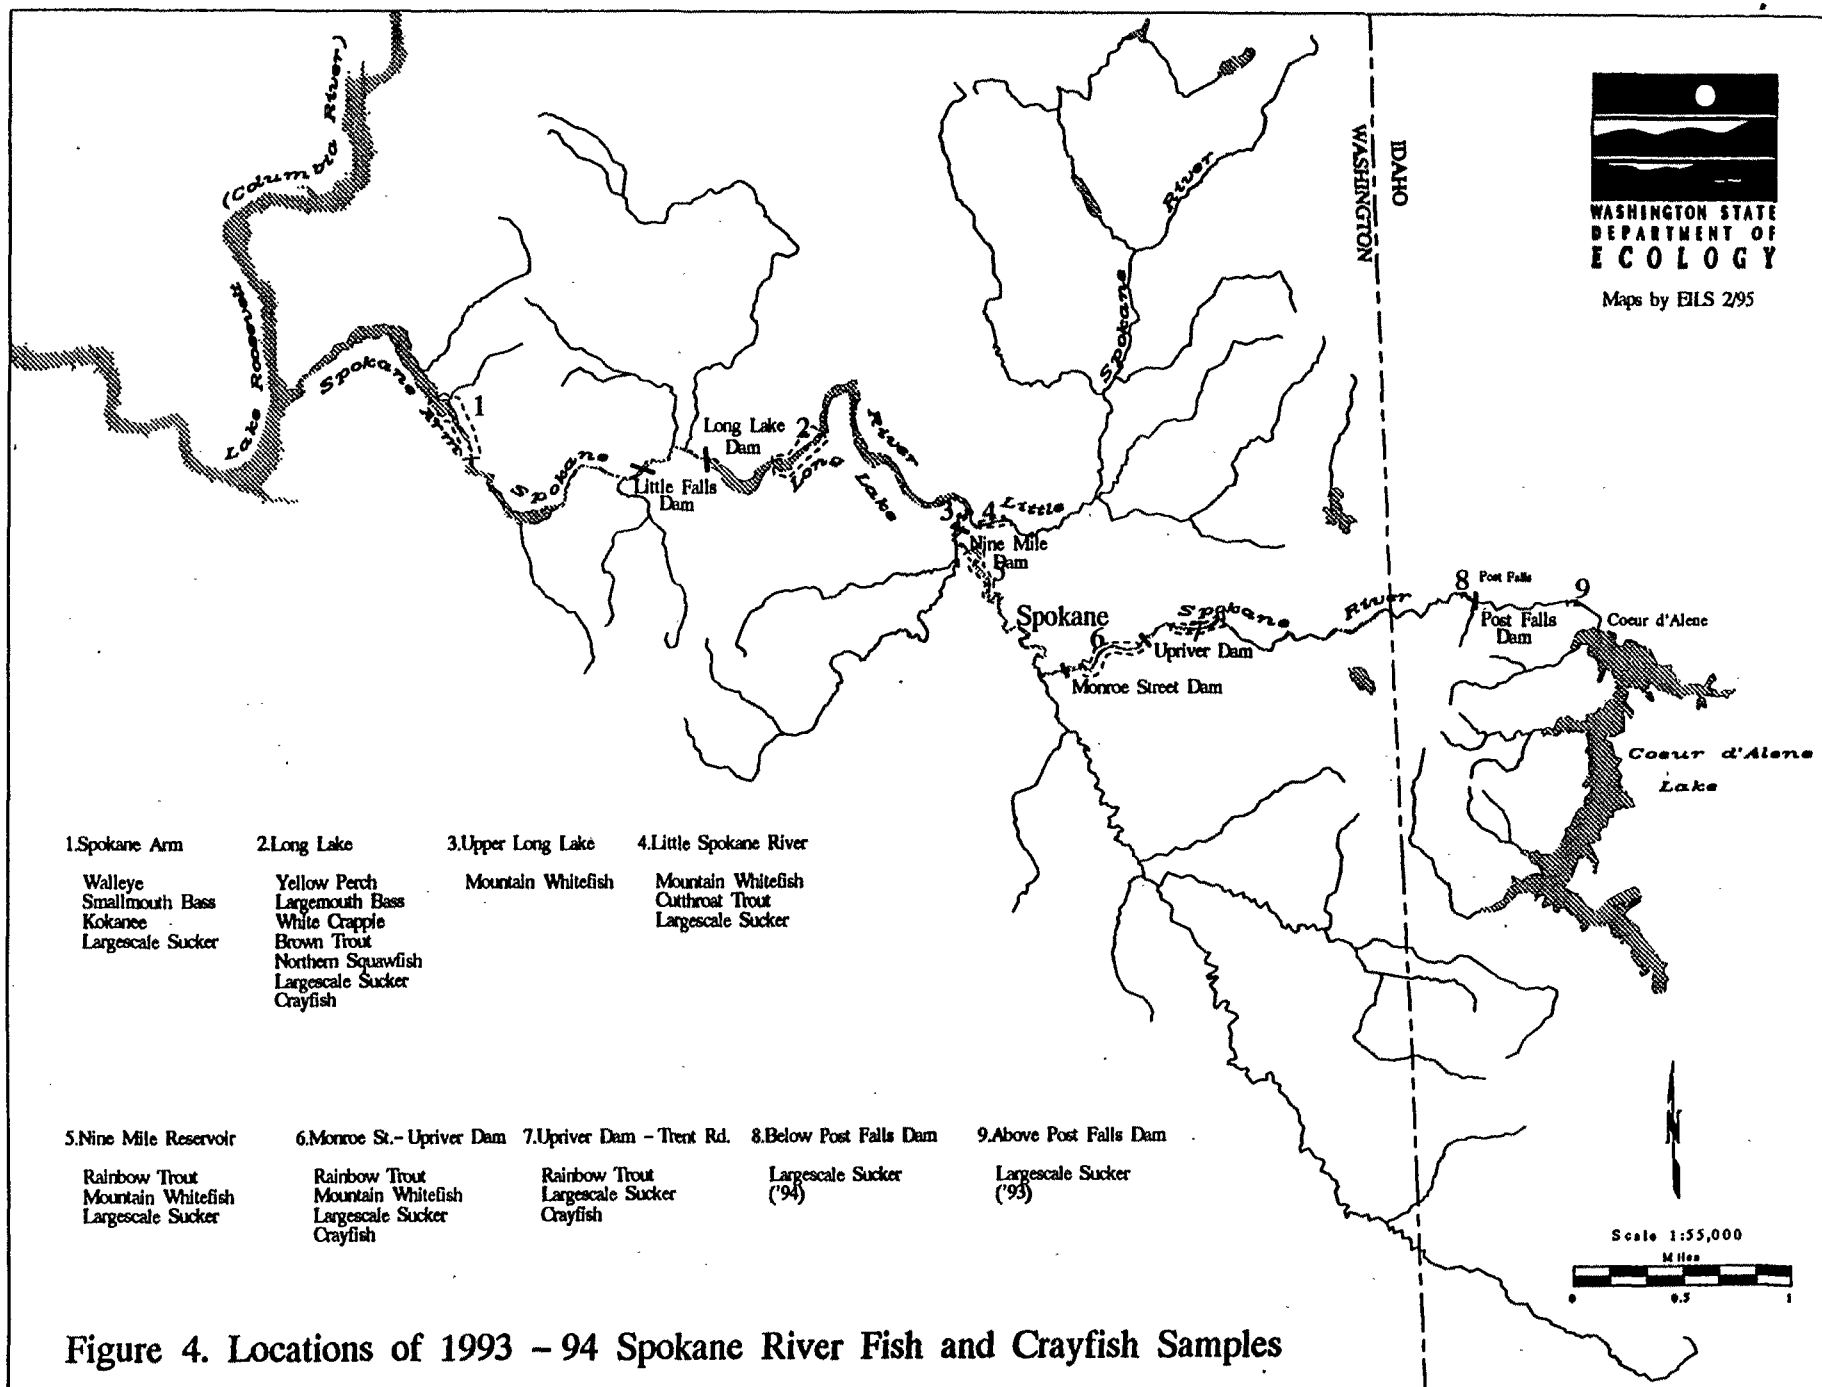 (Columbia River)
Lake Roosevelt
Spokane Arm
1
Spokane
Little Falls
Dam
Long Lake
Dam
2
Long
Lake
River
3
4
Little
Spokane
River
Nine Mile
Dam
Spokane
6
Monroe Street Dam
Upriver Dam
Spokane
River
8
Post Falls
Post Falls
Dam
9
Coeur d'Alene
Coeur d'Alene
Lake
WASHINGTON
IDAHO
WASHINGTON STATE
DEPARTMENT OF
ECOLOGY
Maps by EILS 2/95
1.Spokane Arm
Walleye
Smallmouth Bass
Kokanee
Largescale Sucker
2.Long Lake
Yellow Perch
Largemouth Bass
White Crappie
Brown Trout
Northern Squawfish
Largescale Sucker
Crayfish
3.Upper Long Lake
Mountain Whitefish
4.Little Spokane River
Mountain Whitefish
Cutthroat Trout
Largescale Sucker
5.Nine Mile Reservoir
Rainbow Trout
Mountain Whitefish
Largescale Sucker
6.Monroe St.- Upriver Dam
Rainbow Trout
Mountain Whitefish
Largescale Sucker
Crayfish
7.Upriver Dam - Trent Rd.
Rainbow Trout
Largescale Sucker
Crayfish
8.Below Post Falls Dam
Largescale Sucker
('94)
9.Above Post Falls Dam
Largescale Sucker
('93)
N
Scale 1:55,000
Miles
0 0.5 1
Figure 4. Locations of 1993 - 94 Spokane River Fish and Crayfish Samples